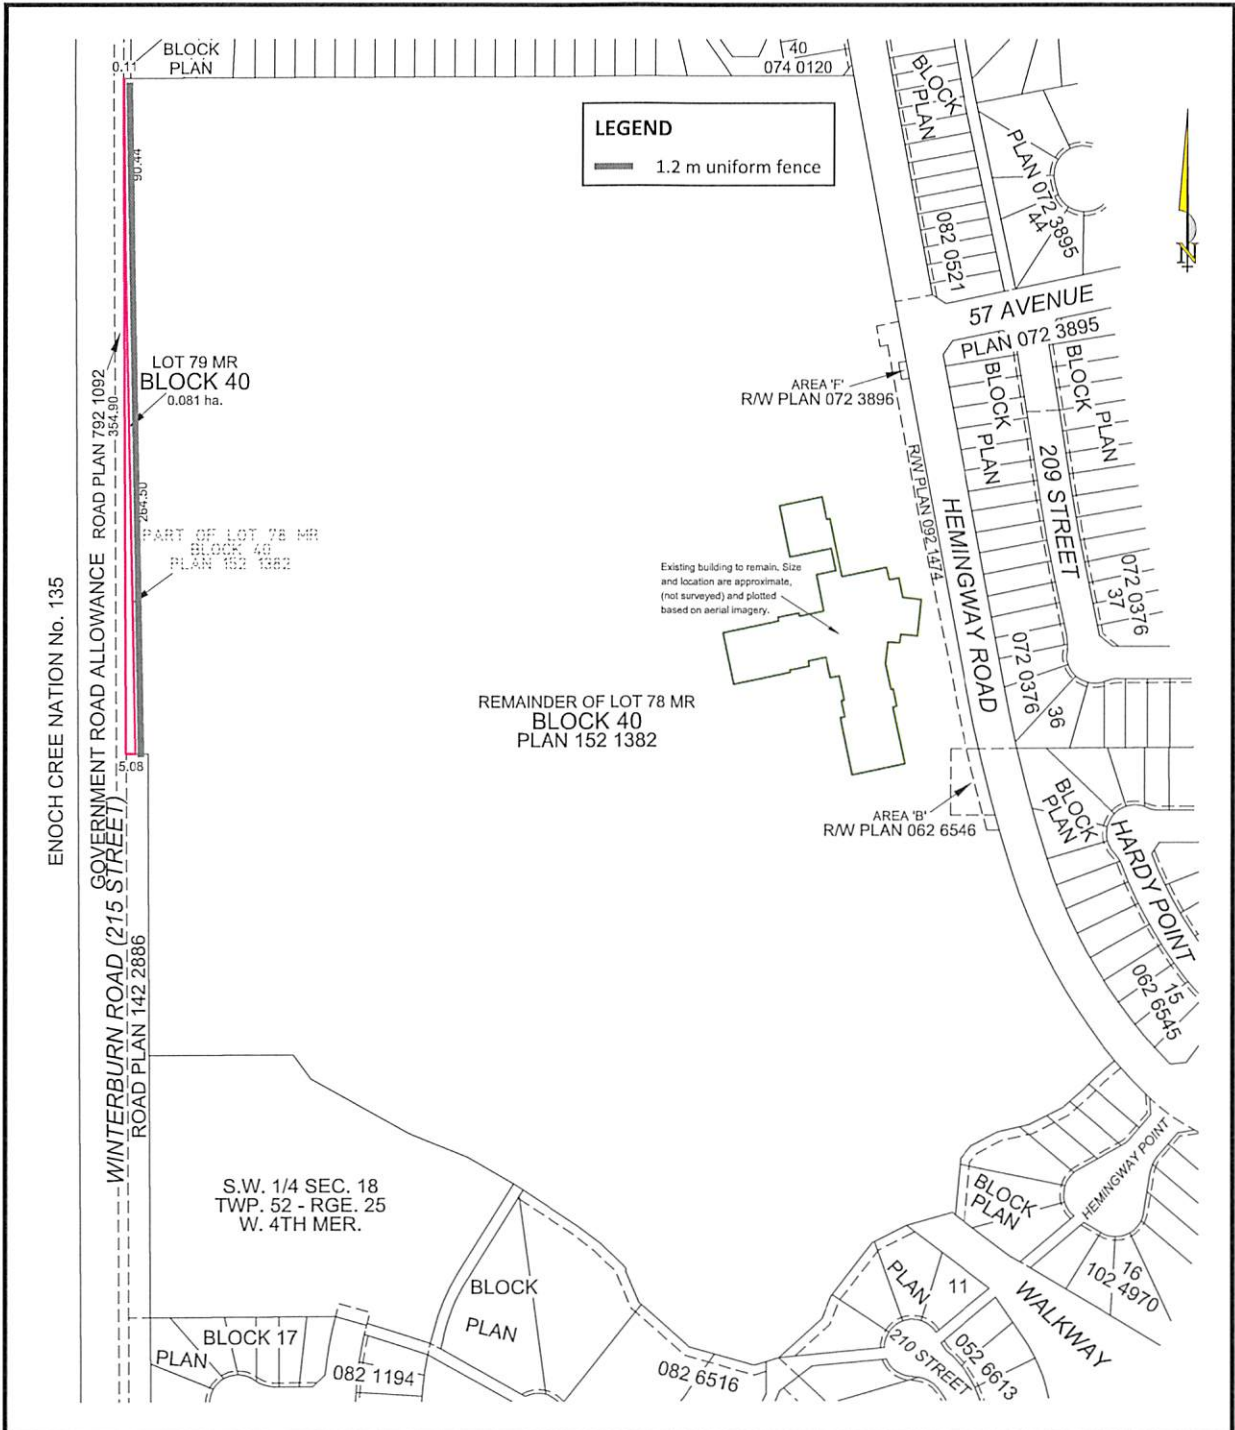 BLOCK
PLAN
0.11
40
074 0120
LEGEND
1.2 m uniform fence
BLOCK
PLAN
082 0521
PLAN 072 3895
44
N
90.44
57 AVENUE
PLAN 072 3895
LOT 79 MR
BLOCK 40
0.081 ha.
AREA 'F'
R/W PLAN 072 3896
R/W PLAN 092 1474
BLOCK
PLAN
BLOCK
PLAN
209 STREET
072 0376
37
HEMINGWAY ROAD
072 0376
36
354.90
264.50
PART OF LOT 78 MR
BLOCK 40
PLAN 152 1382
ENOCH CREE NATION No. 135
GOVERNMENT ROAD ALLOWANCE ROAD PLAN 792 1092
WINTERBURN ROAD (215 STREET)
ROAD PLAN 142 2886
5.08
Existing building to remain. Size
and location are approximate,
(not surveyed) and plotted
based on aerial imagery.
REMAINDER OF LOT 78 MR
BLOCK 40
PLAN 152 1382
AREA 'B'
R/W PLAN 062 6546
BLOCK
PLAN
HARDY POINT
15
062 6545
S.W. 1/4 SEC. 18
TWP. 52 - RGE. 25
W. 4TH MER.
BLOCK
PLAN
HEMINGWAY POINT
16
102 4970
BLOCK
PLAN
PLAN
11
WALKWAY
210 STREET
052 6613
BLOCK 17
PLAN
082 1194
082 6516